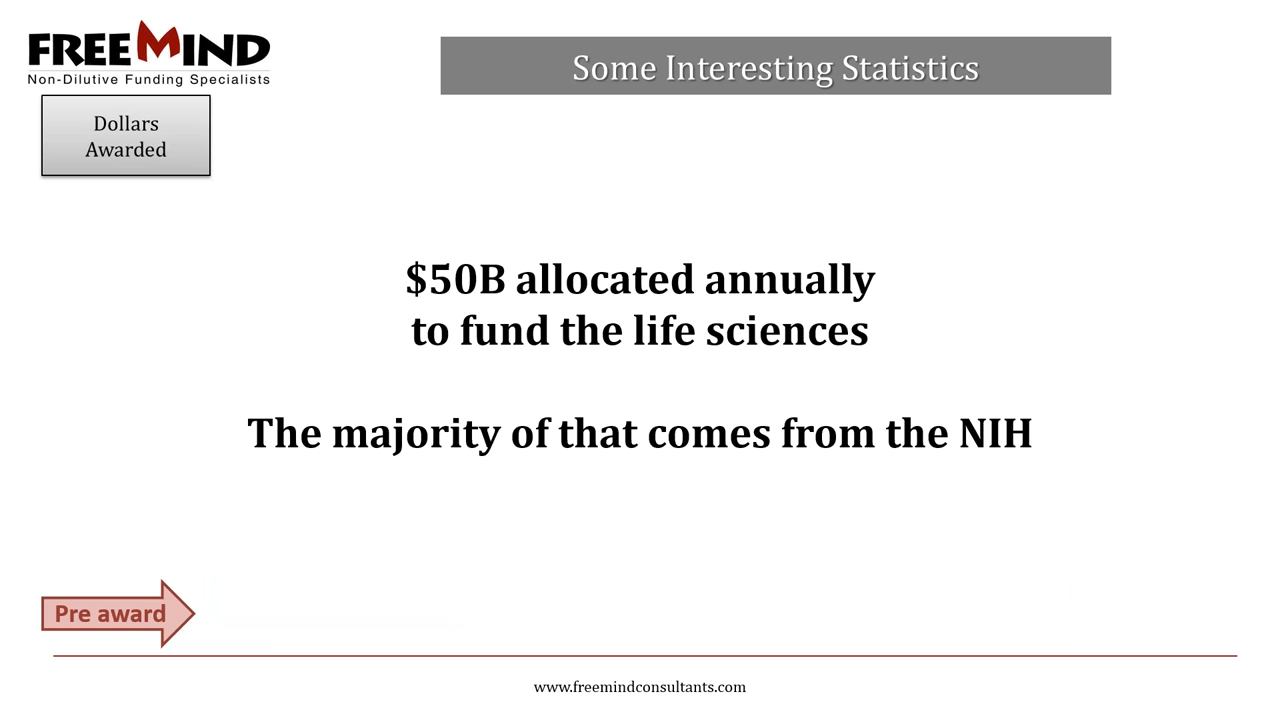 FREEMIND
Non-Dilutive Funding Specialists
Some Interesting Statistics
Dollars
Awarded
$50B allocated annually
to fund the life sciences
The majority of that comes from the NIH
Pre award
www.freemindconsultants.com